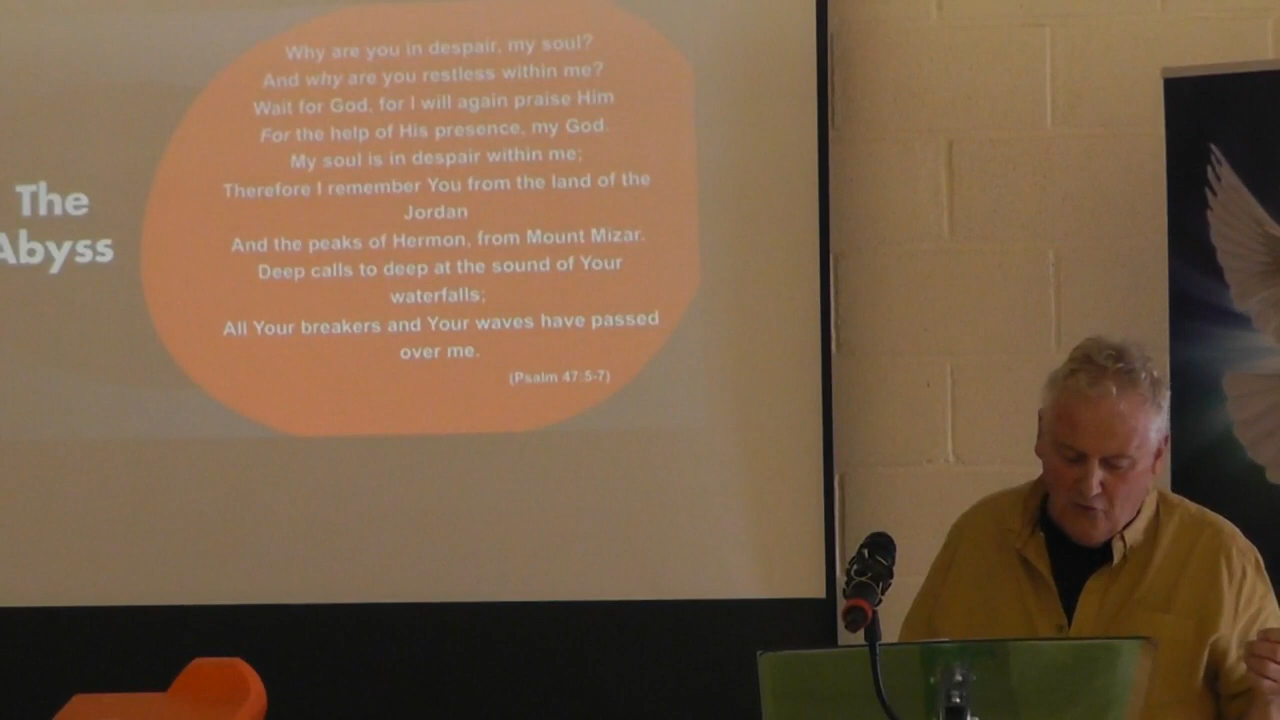 The
Abyss
Why are you in despair, my soul?
And why are you restless within me?
Wait for God, for I will again praise Him
For the help of His presence, my God.
My soul is in despair within me;
Therefore I remember You from the land of the
Jordan
And the peaks of Hermon, from Mount Mizar.
Deep calls to deep at the sound of Your
waterfalls;
All Your breakers and Your waves have passed
over me.
(Psalm 47:5-7)